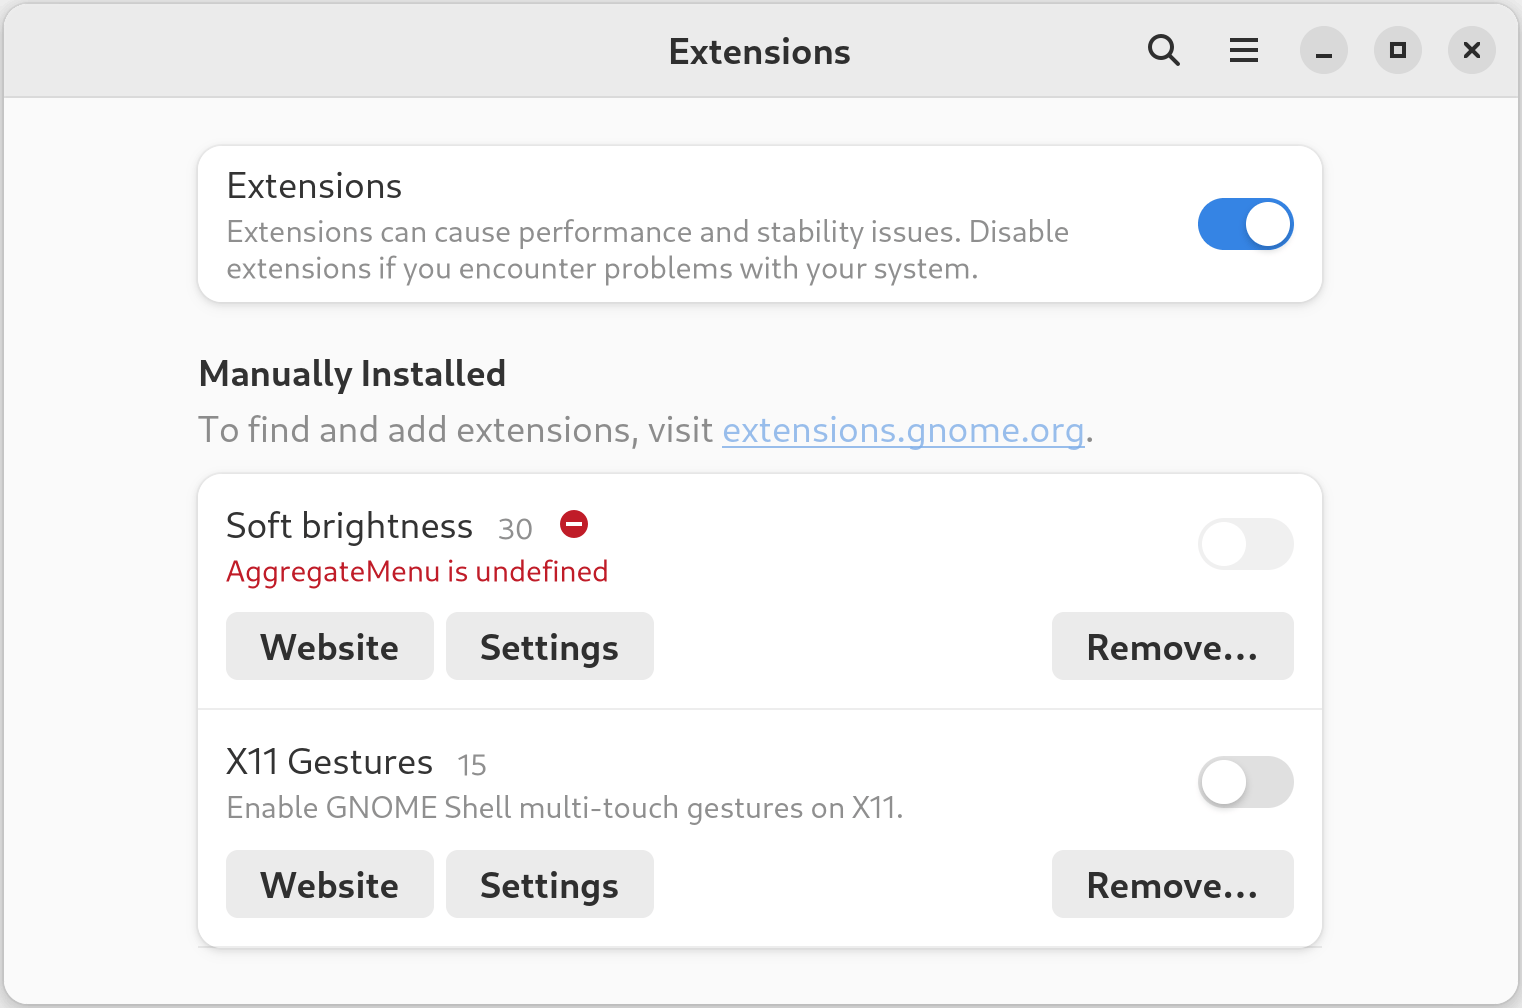 Extensions
Extensions
Extensions can cause performance and stability issues. Disable
extensions if you encounter problems with your system.
Manually Installed
To find and add extensions, visit extensions.gnome.org.
Soft brightness 30
AggregateMenu is undefined
Website Settings Remove...
X11 Gestures 15
Enable GNOME Shell multi-touch gestures on X11.
Website Settings Remove...